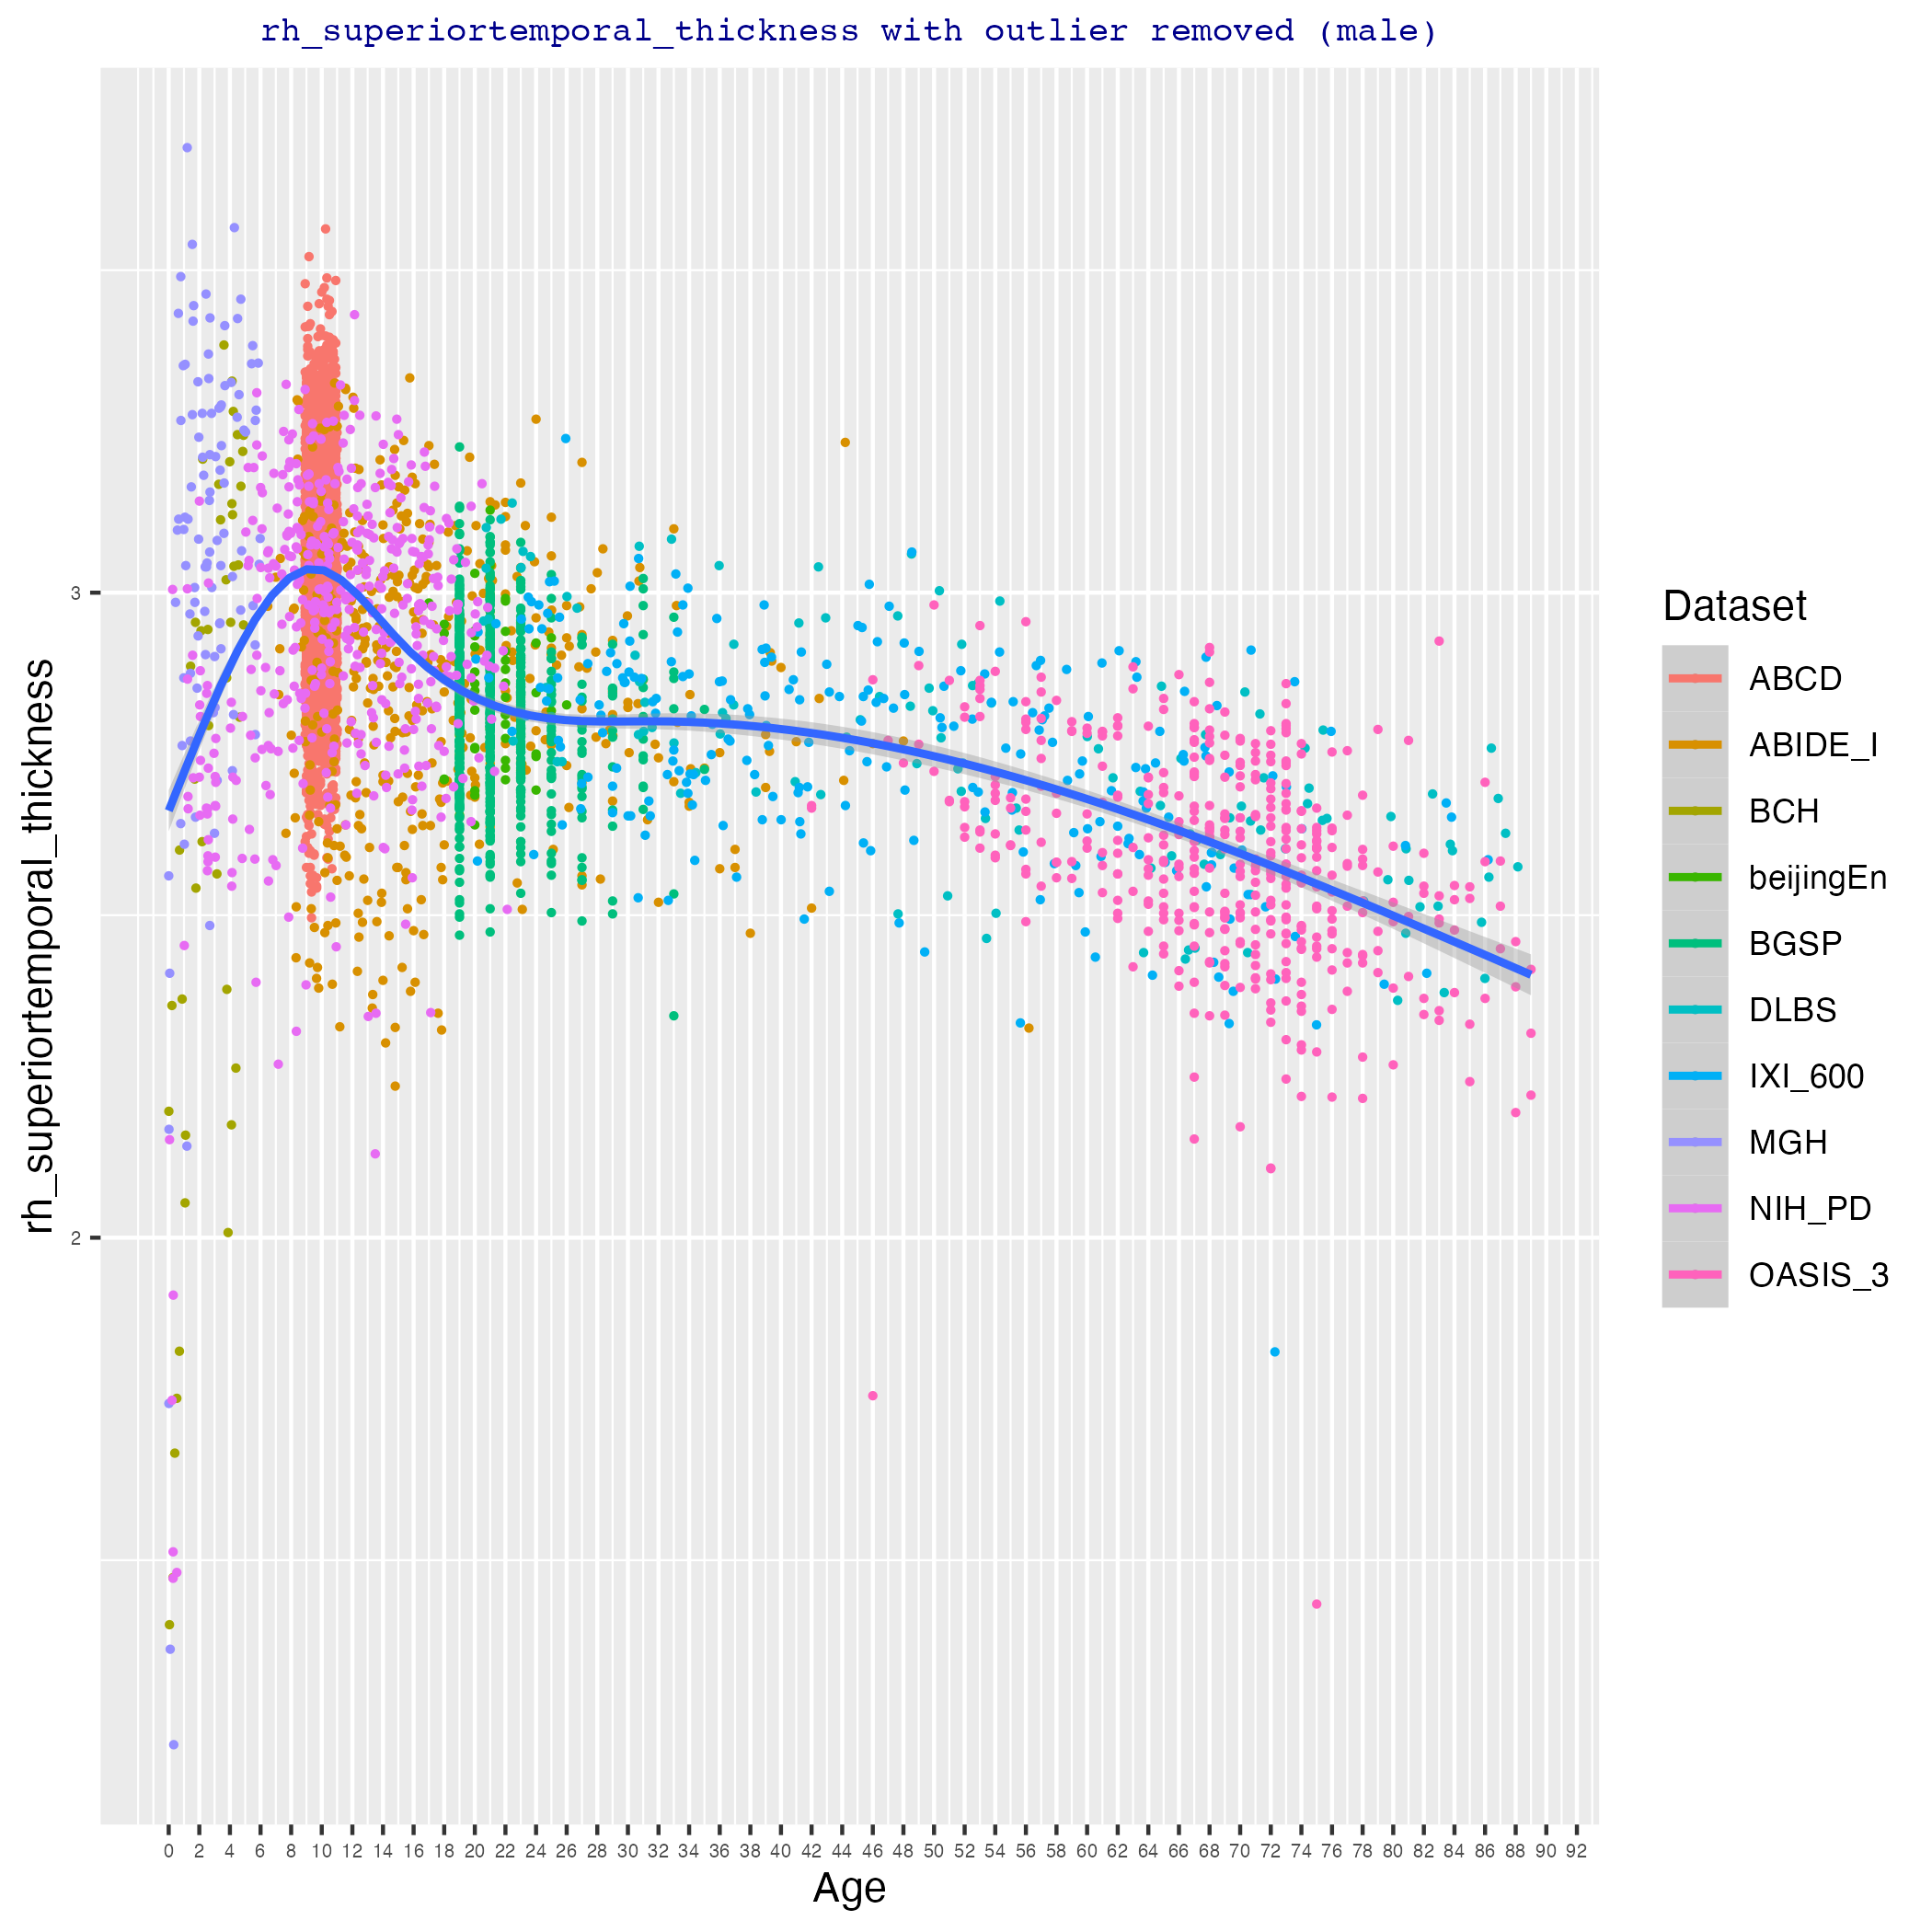 rh_superiortemporal_thickness with outlier removed (male)
rh_superiortemporal_thickness
3
2
0 2 4 6 8 10 12 14 16 18 20 22 24 26 28 30 32 34 36 38 40 42 44 46 48 50 52 54 56 58 60 62 64 66 68 70 72 74 76 78 80 82 84 86 88 90 92
Age
Dataset
ABCD
ABIDE_I
BCH
beijingEn
BGSP
DLBS
IXI_600
MGH
NIH_PD
OASIS_3